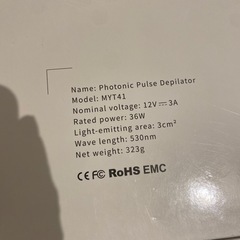 Name: Photonic Pulse Depilator
Model: MYT41
Nominal voltage: 12V⎓3A
Rated power: 36W
Light-emitting area: 3cm²
Wave length: 530nm
Net weight: 323g
CE FC RoHS EMC